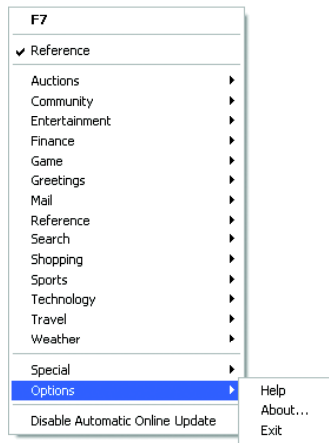 F7
Reference
Auctions
Community
Entertainment
Finance
Game
Greetings
Mail
Reference
Search
Shopping
Sports
Technology
Travel
Weather
Special
Options
Help
About...
Exit
Disable Automatic Online Update